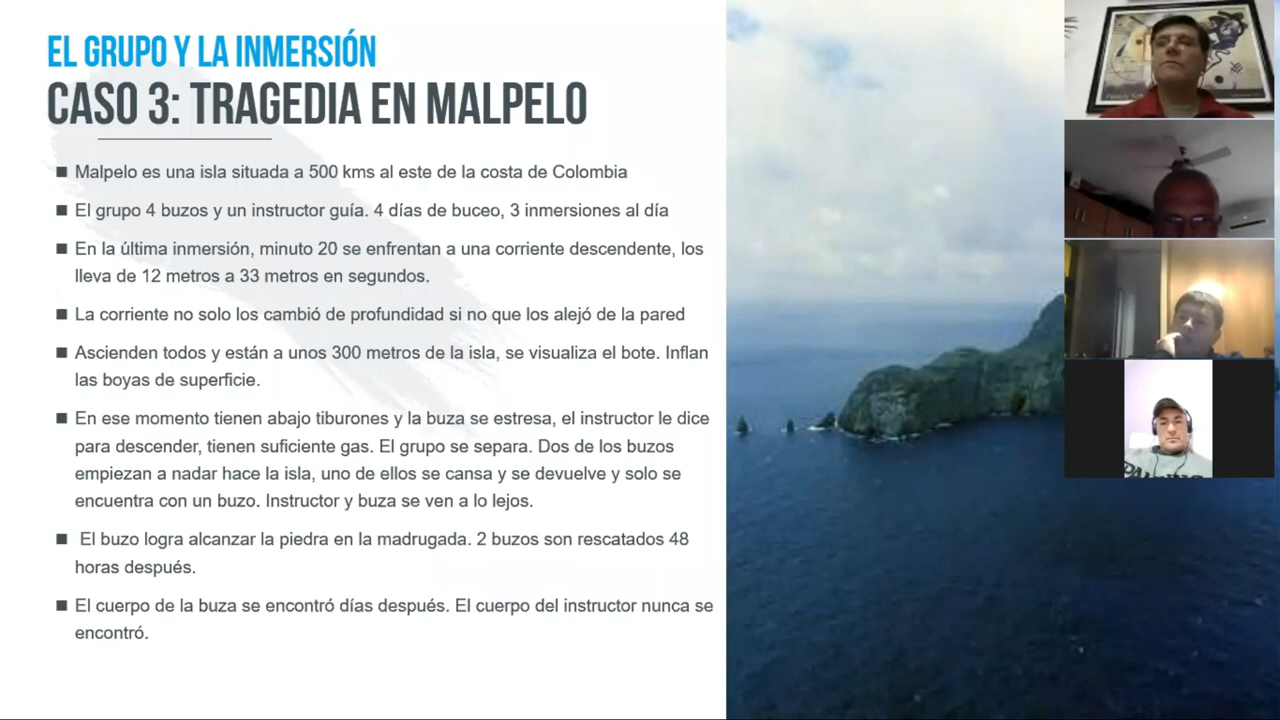 EL GRUPO Y LA INMERSIÓN
CASO 3: TRAGEDIA EN MALPELO
■ Malpelo es una isla situada a 500 kms al este de la costa de Colombia
■ El grupo 4 buzos y un instructor guía. 4 días de buceo, 3 inmersiones al día
■ En la última inmersión, minuto 20 se enfrentan a una corriente descendente, los
lleva de 12 metros a 33 metros en segundos.
■ La corriente no solo los cambió de profundidad si no que los alejó de la pared
■ Ascienden todos y están a unos 300 metros de la isla, se visualiza el bote. Inflan
las boyas de superficie.
■ En ese momento tienen abajo tiburones y la buza se estresa, el instructor le dice
para descender, tienen suficiente gas. El grupo se separa. Dos de los buzos
empiezan a nadar hace la isla, uno de ellos se cansa y se devuelve y solo se
encuentra con un buzo. Instructor y buza se ven a lo lejos.
■ El buzo logra alcanzar la piedra en la madrugada. 2 buzos son rescatados 48
horas después.
■ El cuerpo de la buza se encontró días después. El cuerpo del instructor nunca se
encontró.